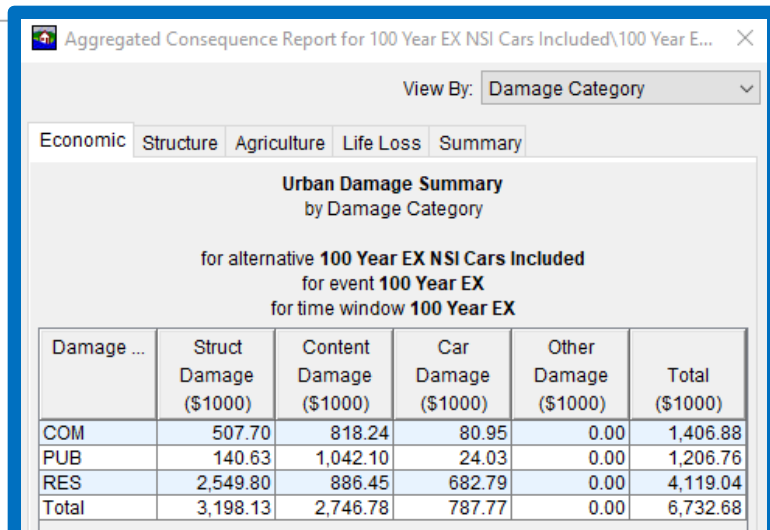 Aggregated Consequence Report for 100 Year EX NSI Cars Included\100 Year E...
View By: Damage Category
Economic Structure Agriculture Life Loss Summary
Urban Damage Summary
by Damage Category
for alternative 100 Year EX NSI Cars Included
for event 100 Year EX
for time window 100 Year EX
Damage ... Struct Damage ($1000) Content Damage ($1000) Car Damage ($1000) Other Damage ($1000) Total ($1000)
COM 507.70 818.24 80.95 0.00 1,406.88
PUB 140.63 1,042.10 24.03 0.00 1,206.76
RES 2,549.80 886.45 682.79 0.00 4,119.04
Total 3,198.13 2,746.78 787.77 0.00 6,732.68